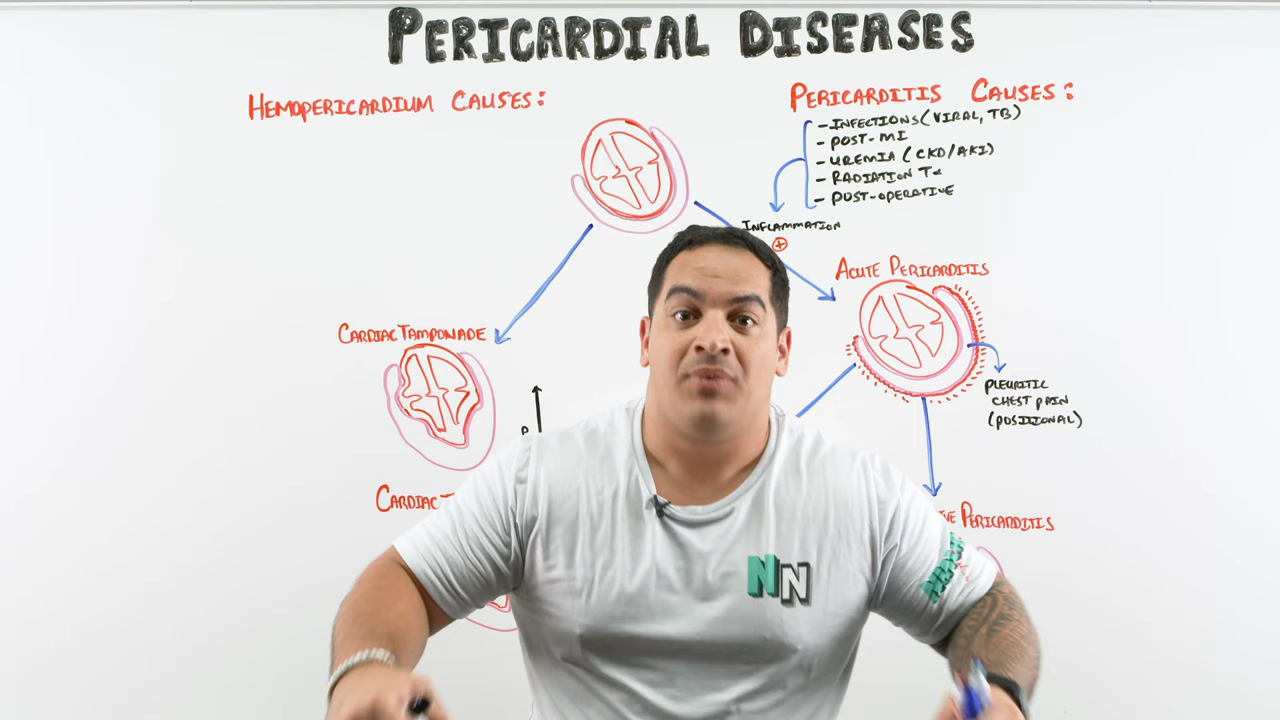 PERICARDIAL DISEASES
HEMOPERICARDIUM CAUSES:
PERICARDITIS CAUSES:
- INFECTIONS (VIRAL, TB)
- POST-MI
- UREMIA (CKD/AKI)
- RADIATION Tx
- POST-OPERATIVE
INFLAMMATION
+
ACUTE PERICARDITIS
CARDIAC TAMPONADE
PLEURITIC
CHEST PAIN
(POSITIONAL)
P
CARDIAC T
PERICARDITIS
NN